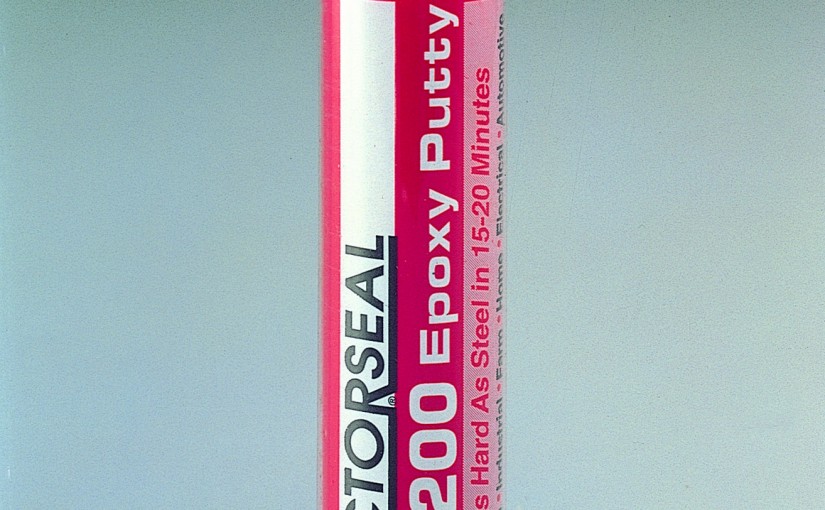 CTORSEAL®
200 Epoxy Putty
s Hard As Steel in 15-20 Minutes
• Industrial • Farm • Home • Electrical • Automotive